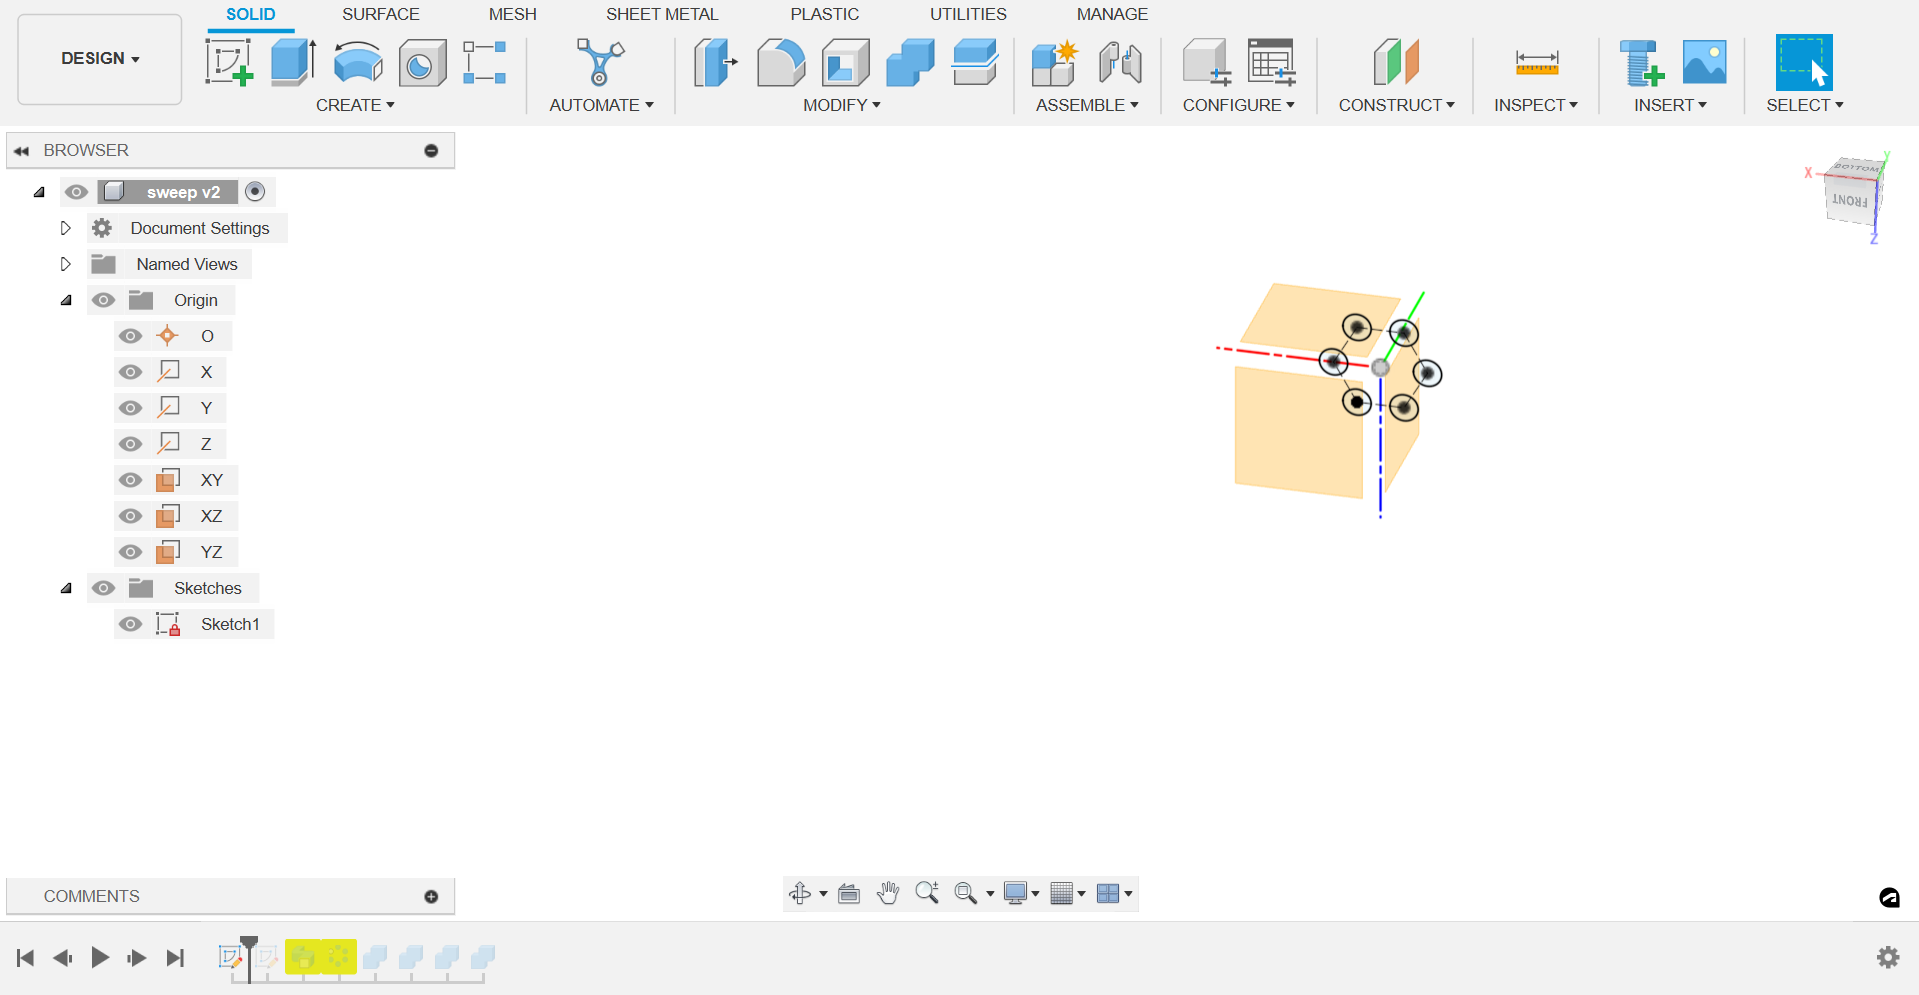 SOLID SURFACE MESH SHEET METAL PLASTIC UTILITIES MANAGE
DESIGN
CREATE AUTOMATE MODIFY ASSEMBLE CONFIGURE CONSTRUCT INSPECT INSERT SELECT
BROWSER
sweep v2
Document Settings
Named Views
Origin
O
X
Y
Z
XY
XZ
YZ
Sketches
Sketch1
Y
X
BOTTOM
FRONT
Z
COMMENTS